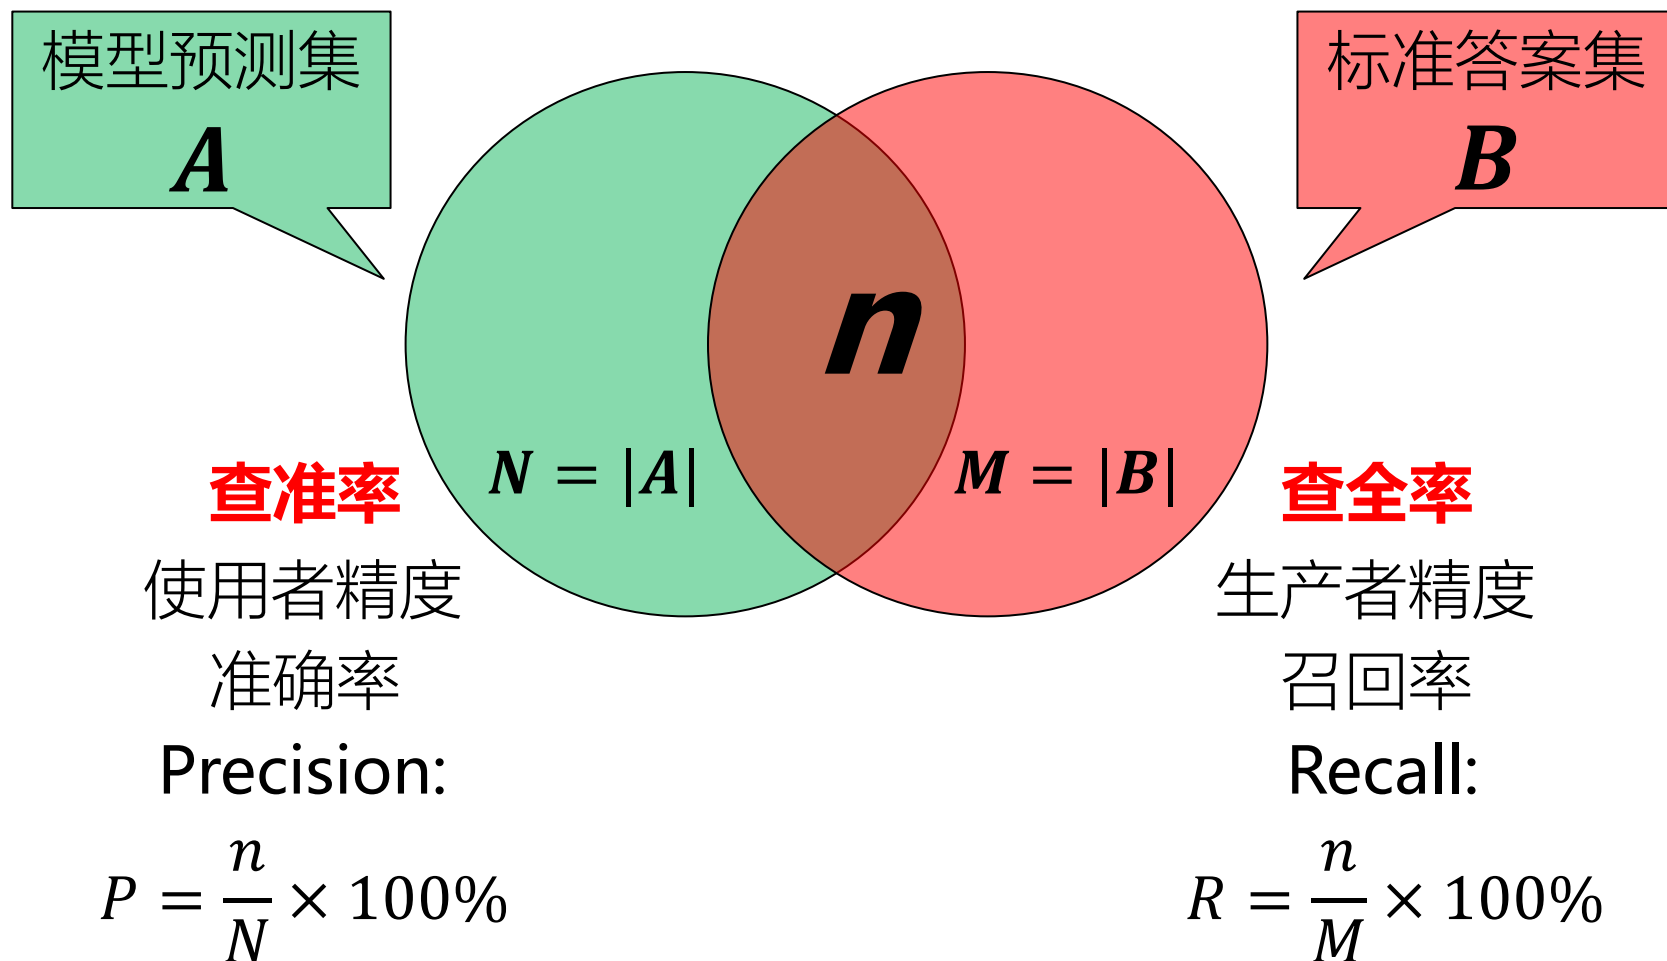 模型预测集
A
标准答案集
B
n
N = |A|
M = |B|
查准率
使用者精度
准确率
Precision:
P = n/N × 100%
查全率
生产者精度
召回率
Recall:
R = n/M × 100%